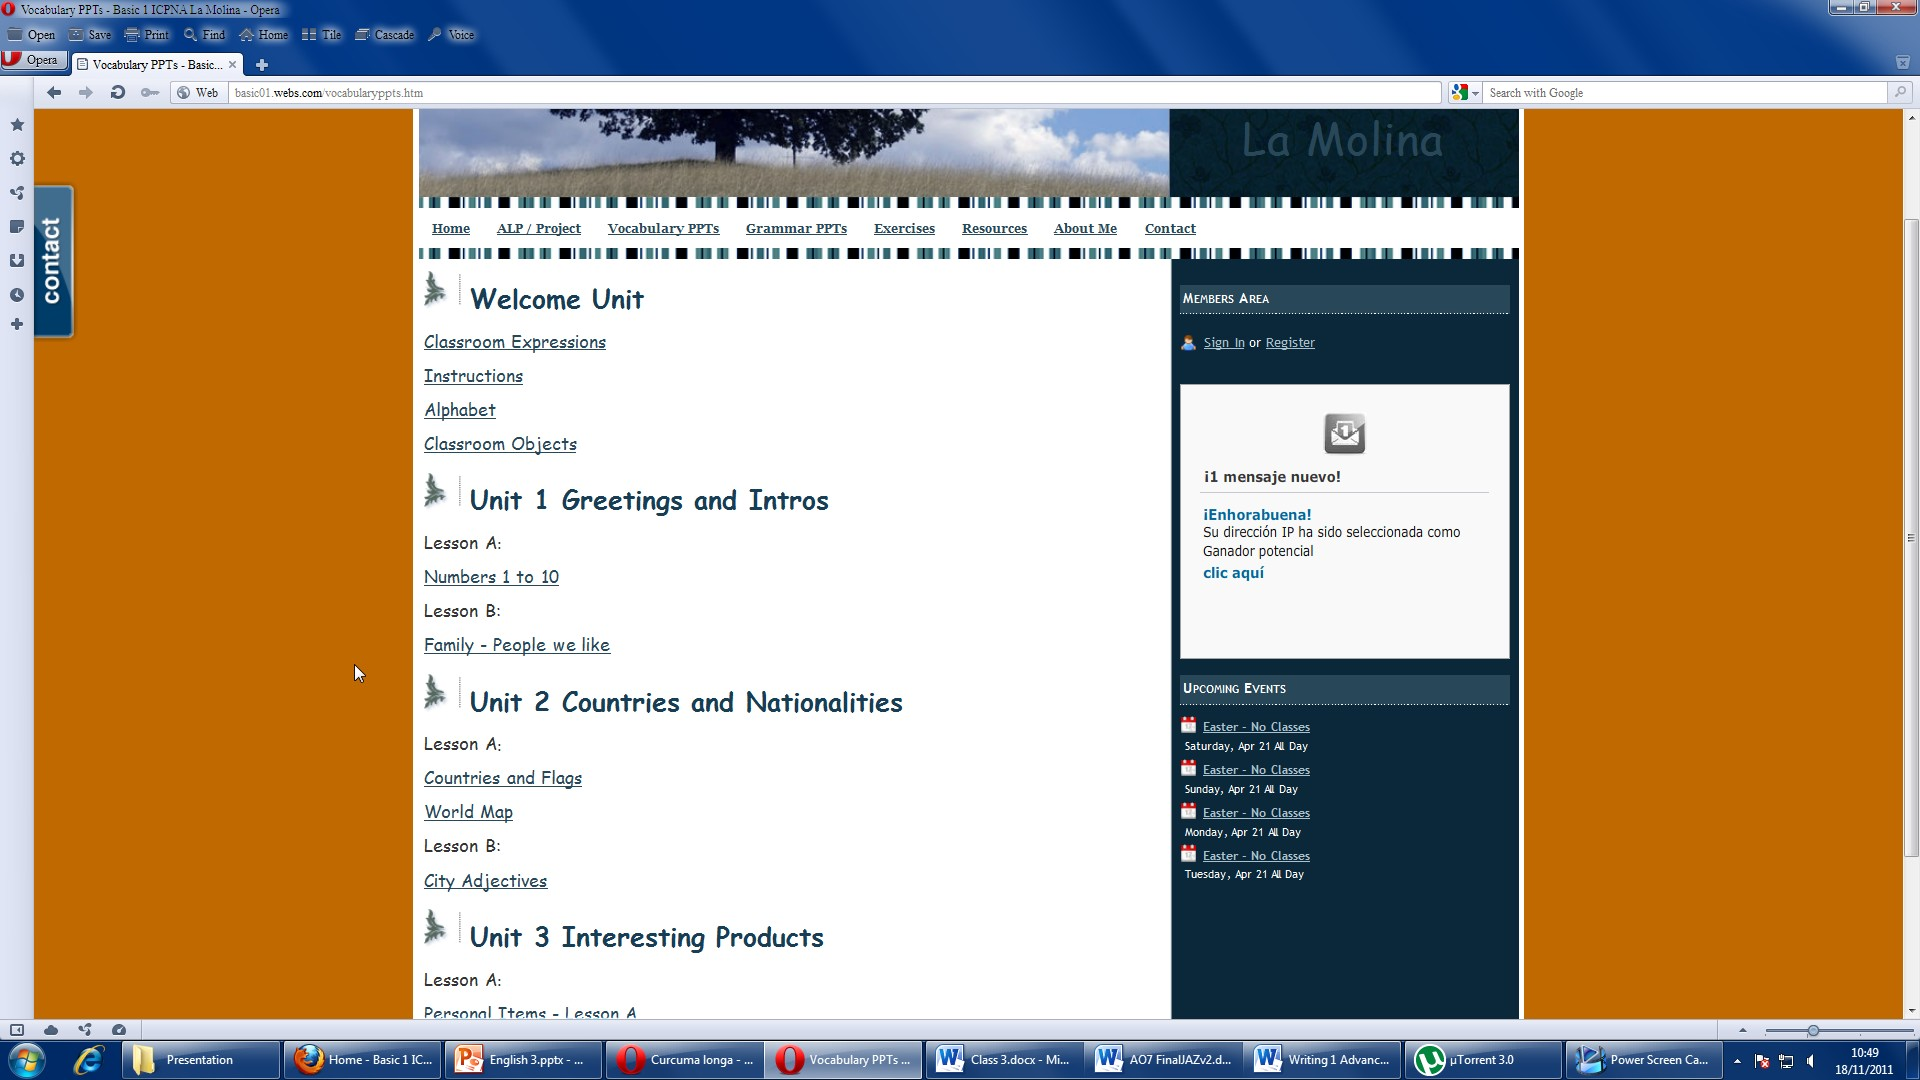 Vocabulary PPTs - Basic 1 ICPNA La Molina - Opera
Open Save Print Find Home Tile Cascade Voice
Opera
Vocabulary PPTs - Basic...
Web
basic01.webs.com/vocabularyppts.htm
Search with Google
contact
La Molina
Home ALP / Project Vocabulary PPTs Grammar PPTs Exercises Resources About Me Contact
Welcome Unit
Classroom Expressions
Instructions
Alphabet
Classroom Objects
Unit 1 Greetings and Intros
Lesson A:
Numbers 1 to 10
Lesson B:
Family - People we like
Unit 2 Countries and Nationalities
Lesson A:
Countries and Flags
World Map
Lesson B:
City Adjectives
Unit 3 Interesting Products
Lesson A:
Personal Items - Lesson A
Members Area
Sign In or Register
1
¡1 mensaje nuevo!
¡Enhorabuena!
Su dirección IP ha sido seleccionada como
Ganador potencial
clic aquí
Upcoming Events
Easter - No Classes
Saturday, Apr 21 All Day
Easter - No Classes
Sunday, Apr 21 All Day
Easter - No Classes
Monday, Apr 21 All Day
Easter - No Classes
Tuesday, Apr 21 All Day
Presentation
Home - Basic 1 IC...
English 3.pptx - ...
Curcuma longa - ...
Vocabulary PPTs ...
Class 3.docx - Mi...
AO7 FinalJAZv2.d...
Writing 1 Advanc...
µTorrent 3.0
Power Screen Ca...
10:49
18/11/2011